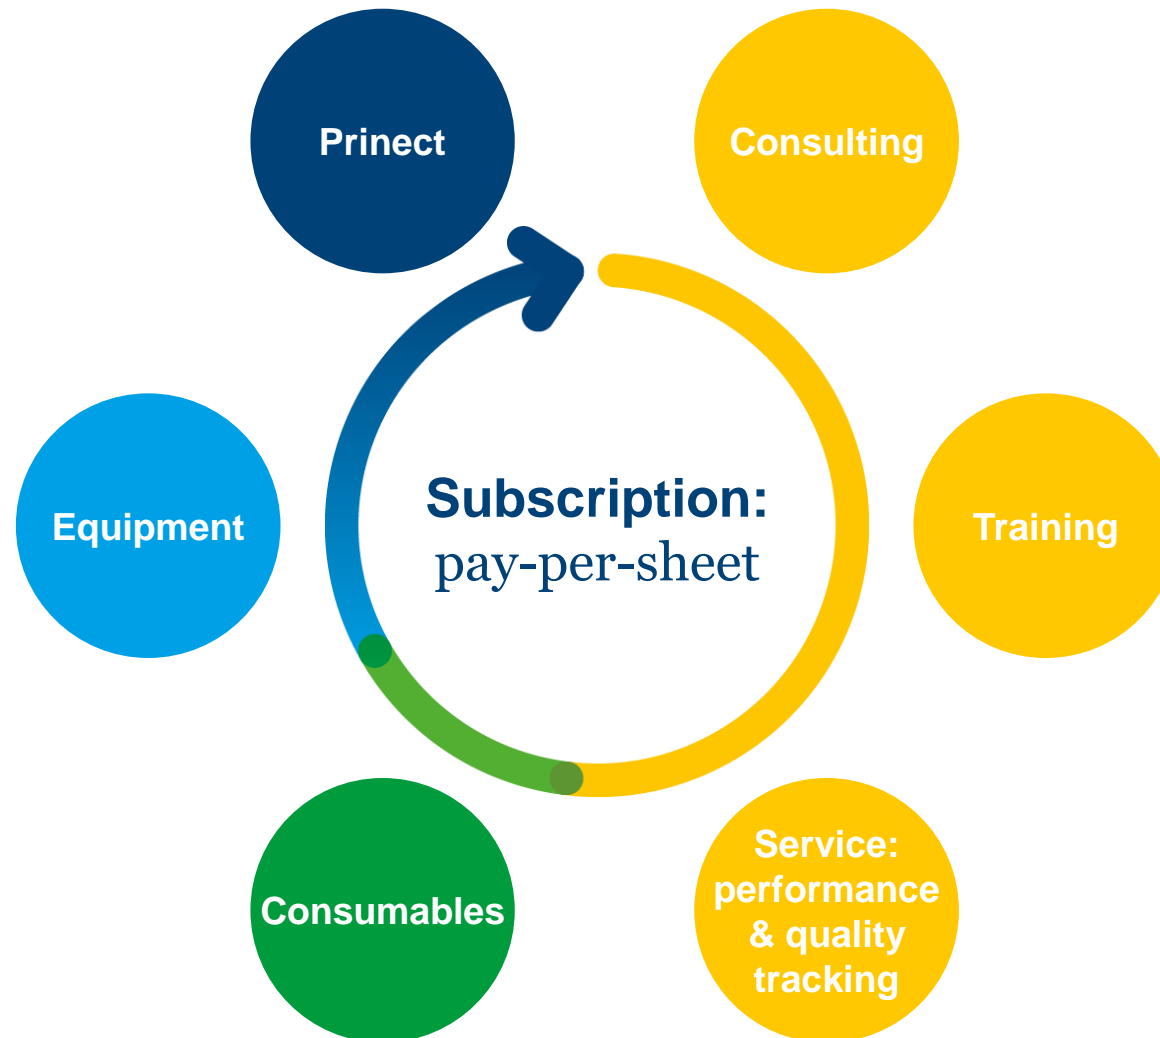 Prinect
Consulting
Equipment
Subscription:
pay-per-sheet
Training
Consumables
Service:
performance
& quality
tracking